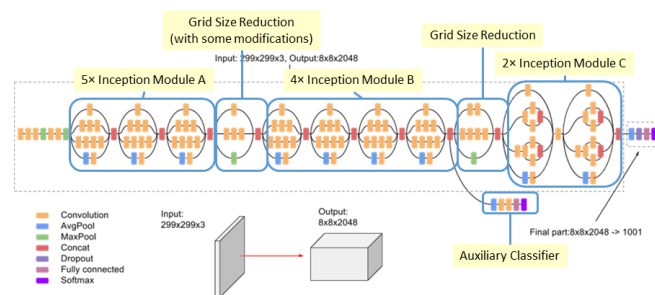 Grid Size Reduction
(with some modifications)
Grid Size Reduction
Input: 299x299x3, Output:8x8x2048
5× Inception Module A
4× Inception Module B
2× Inception Module C
Convolution
AvgPool
MaxPool
Concat
Dropout
Fully connected
Softmax
Input:
299x299x3
Output:
8x8x2048
Final part:8x8x2048 -> 1001
Auxiliary Classifier